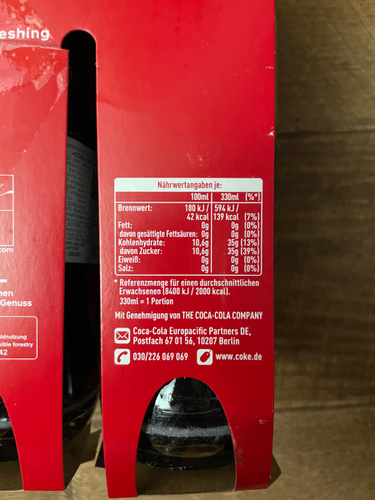 eshing
Nährwertangaben je:
100ml 330ml (%*)
Brennwert: 180 kJ/ 594 kJ/
42 kcal 139 kcal (7%)
Fett: 0g 0g (0%)
davon gesättigte Fettsäuren: 0g 0g (0%)
Kohlenhydrate: 10,6g 35g (13%)
davon Zucker: 10,6g 35g (39%)
Eiweß: 0g 0g (0%)
Salz: 0g 0g (0%)
* Referenzmenge für einen durchschnittlichen
Erwachsenen (8400 kJ / 2000 kcal).
330ml = 1 Portion
Mit Genehmigung von THE COCA-COLA COMPANY
Coca-Cola Europacific Partners DE,
Postfach 67 01 56, 10207 Berlin
030/226 069 069 www.coke.de
com
nen
Genuss
ldnutzung
ible forestry
42